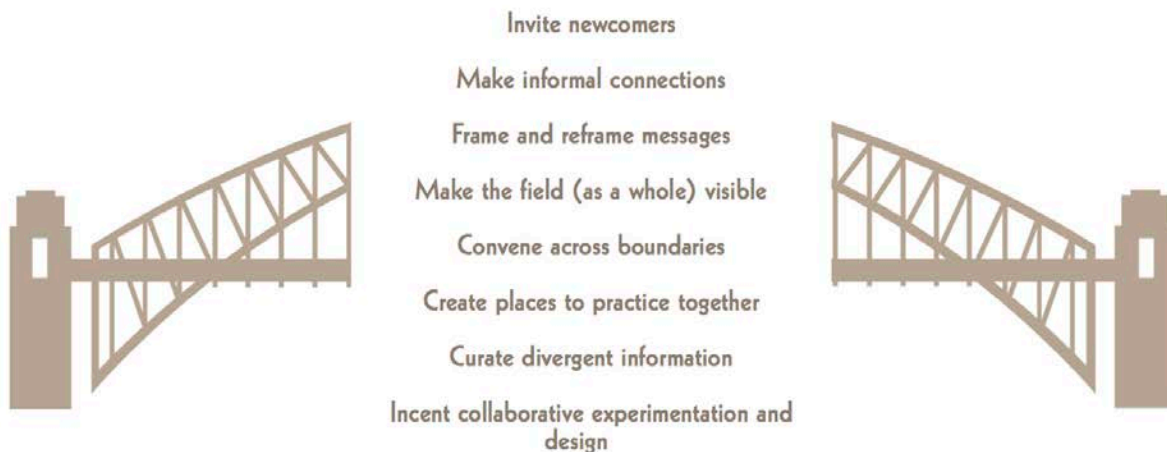 Invite newcomers
Make informal connections
Frame and reframe messages
Make the field (as a whole) visible
Convene across boundaries
Create places to practice together
Curate divergent information
Incent collaborative experimentation and
design